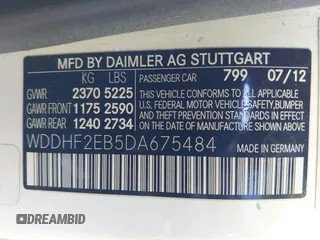 MFD BY DAIMLER AG STUTTGART
KG LBS PASSENGER CAR 799 07/12
GVWR 2370 5225
GAWR FRONT 1175 2590
GAWR REAR 1240 2734
THIS VEHICLE CONFORMS TO ALL APPLICABLE
FEDERAL MOTOR VEHICLE SAFETY, BUMPER
AND THEFT PREVENTION STANDARDS IN EFFECT
ON THE DATE OF MANUFACTURE SHOWN ABOVE.
WDDHF2EB5DA675484
MADE IN GERMANY
BIDCARS